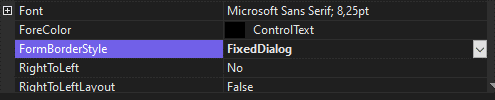 Font Microsoft Sans Serif; 8,25pt
ForeColor ControlText
FormBorderStyle FixedDialog
RightToLeft No
RightToLeftLayout False